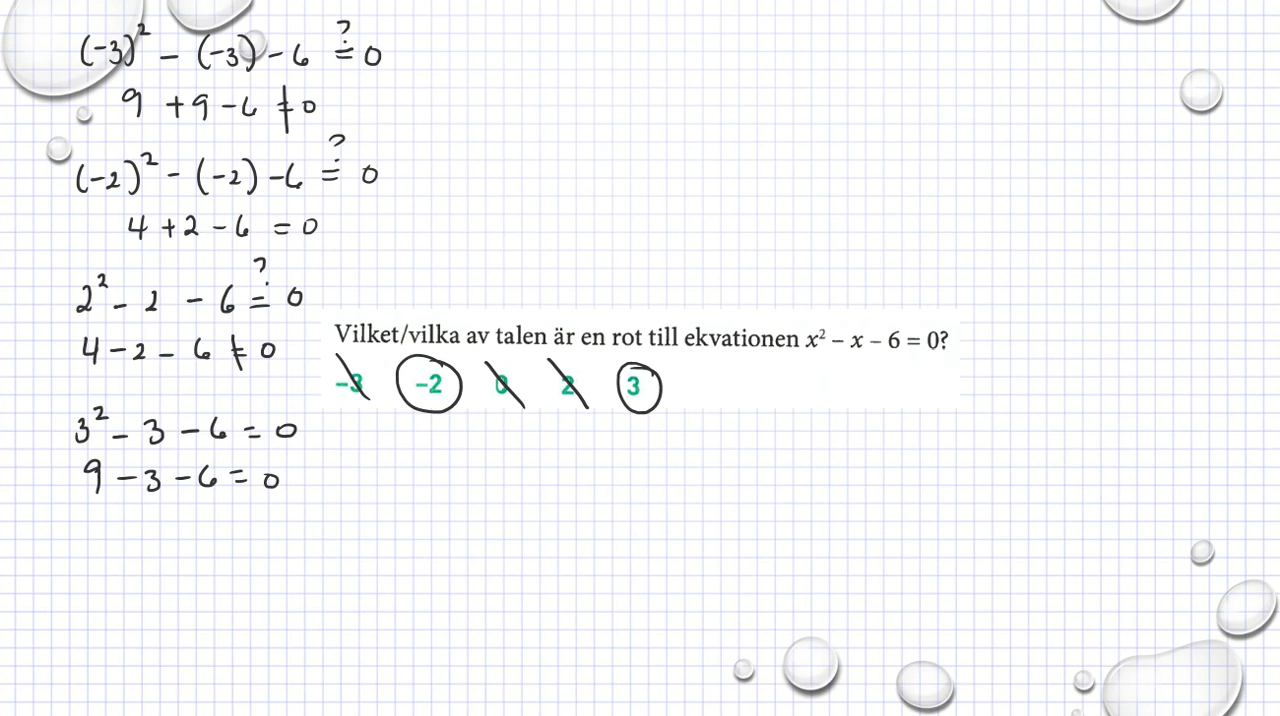 (-3)² - (-3) - 6 ≟ 0
9 + 9 - 6 ≠ 0
(-2)² - (-2) - 6 ≟ 0
4 + 2 - 6 = 0
2² - 2 - 6 ≟ 0
4 - 2 - 6 ≠ 0
3² - 3 - 6 = 0
9 - 3 - 6 = 0
Vilket/vilka av talen är en rot till ekvationen x² – x – 6 = 0?
–3 –2 0 2 3